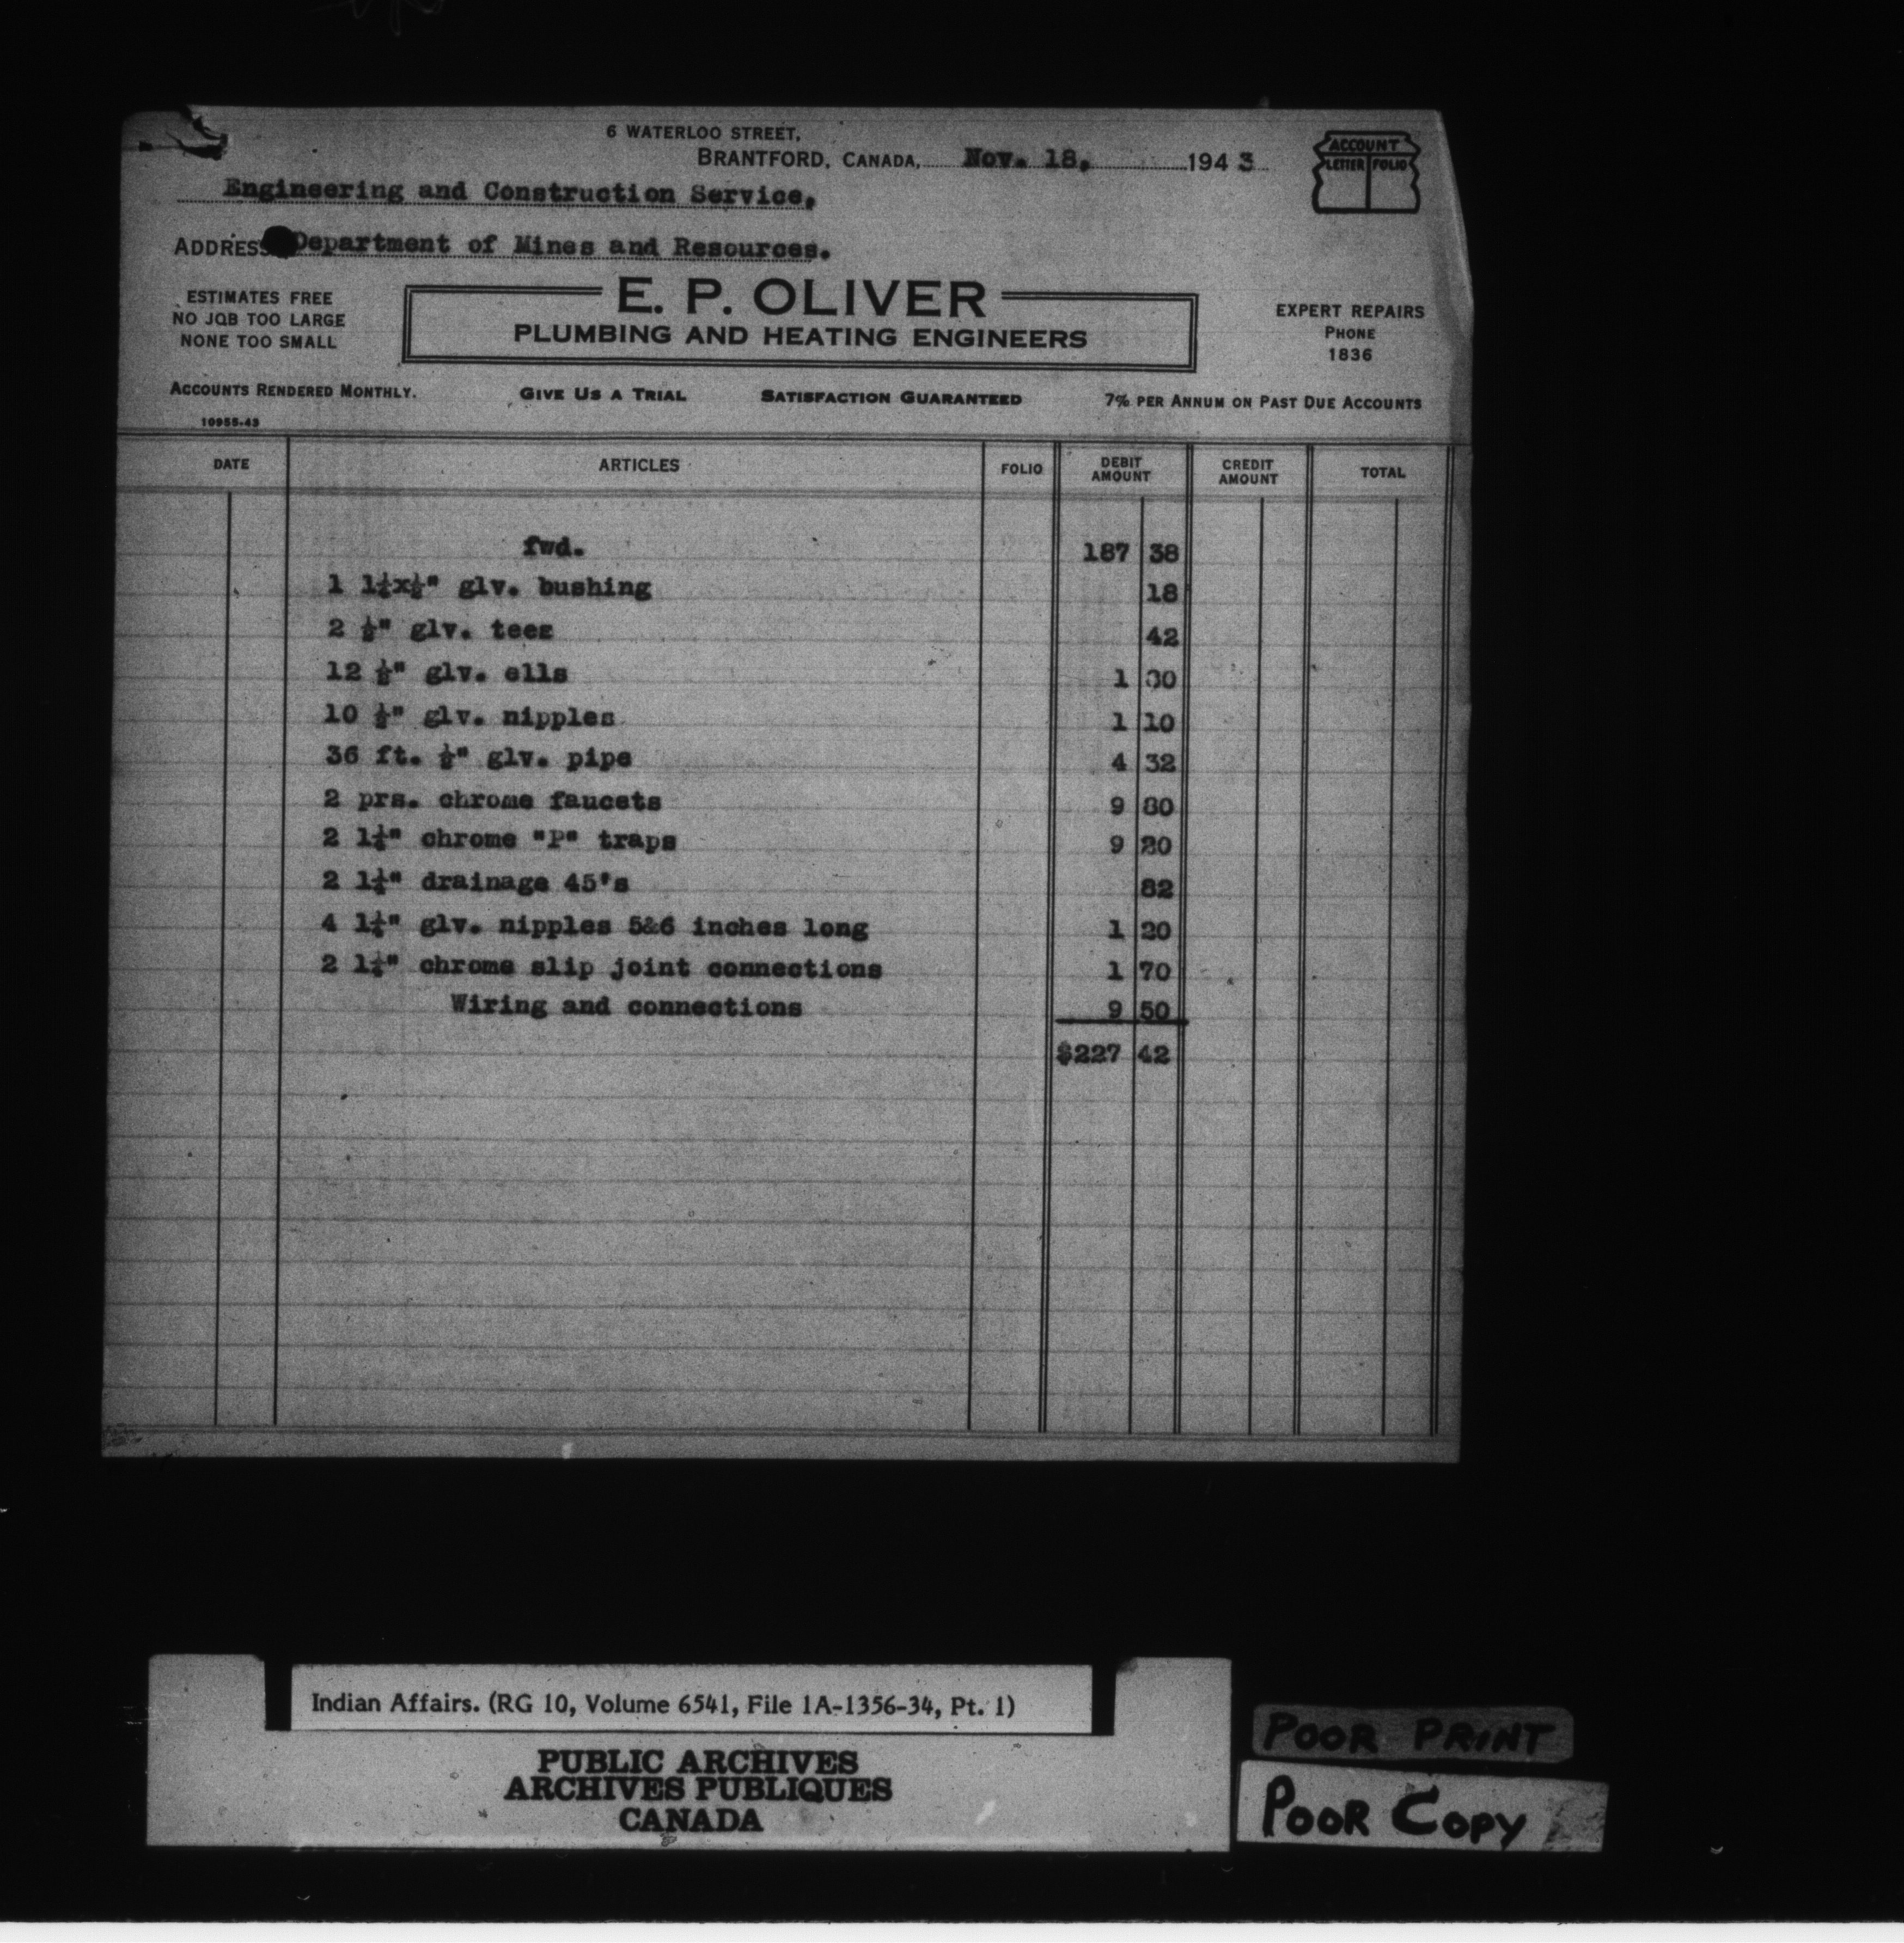 6 WATERLOO STREET,
BRANTFORD, CANADA, Nov. 18, 1943
ACCOUNT
LETTER FOLIO
Engineering and Construction Service,
ADDRESS Department of Mines and Resources.
ESTIMATES FREE
NO JOB TOO LARGE
NONE TOO SMALL
E. P. OLIVER
PLUMBING AND HEATING ENGINEERS
EXPERT REPAIRS
PHONE
1836
ACCOUNTS RENDERED MONTHLY. GIVE US A TRIAL SATISFACTION GUARANTEED 7% PER ANNUM ON PAST DUE ACCOUNTS
10955-43
DATE ARTICLES FOLIO DEBIT AMOUNT CREDIT AMOUNT TOTAL
fwd. 187 38
1 1¼x½" glv. bushing 18
2 ½" glv. tees 42
12 ½" glv. ells 1 80
10 ½" glv. nipples 1 10
36 ft. ½" glv. pipe 4 32
2 prs. chrome faucets 9 80
2 1¼" chrome "P" traps 9 20
2 1¼" drainage 45's 82
4 1¼" glv. nipples 5&6 inches long 1 20
2 1¼" chrome slip joint connections 1 70
Wiring and connections 9 50
$227 42
Indian Affairs. (RG 10, Volume 6541, File 1A-1356-34, Pt. 1)
PUBLIC ARCHIVES
ARCHIVES PUBLIQUES
CANADA
POOR PRINT
POOR COPY